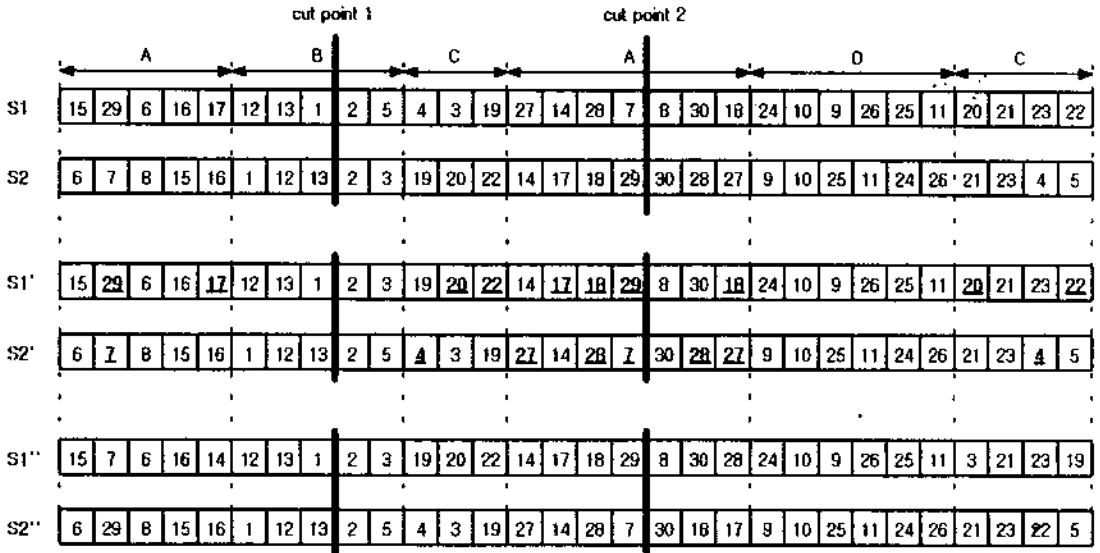 cut point 1 cut point 2
A B C A D C
S1 15 29 6 16 17 12 13 1 2 5 4 3 19 27 14 28 7 8 30 18 24 10 9 26 25 11 20 21 23 22
S2 6 7 8 15 16 1 12 13 2 3 19 20 22 14 17 18 29 30 28 27 9 10 25 11 24 26 21 23 4 5
S1' 15 29 6 16 17 12 13 1 2 3 19 20 22 14 17 18 29 8 30 18 24 10 9 26 25 11 20 21 23 22
S2' 6 7 8 15 16 1 12 13 2 5 4 3 19 27 14 28 7 30 28 27 9 10 25 11 24 26 21 23 4 5
S1'' 15 7 6 16 14 12 13 1 2 3 19 20 22 14 17 18 29 8 30 28 24 10 9 26 25 11 3 21 23 19
S2'' 6 29 8 15 16 1 12 13 2 5 4 3 19 27 14 28 7 30 18 17 9 10 25 11 24 26 21 23 22 5